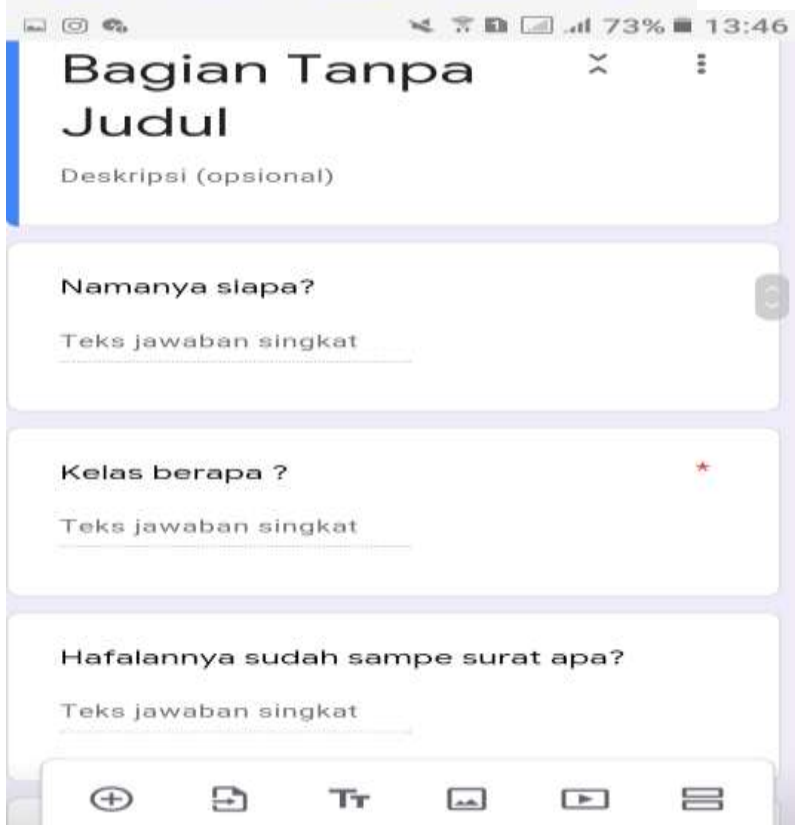 73% 13:46
Bagian Tanpa
Judul
Deskripsi (opsional)
Namanya siapa?
Teks jawaban singkat
Kelas berapa ? *
Teks jawaban singkat
Hafalannya sudah sampe surat apa?
Teks jawaban singkat
Tт